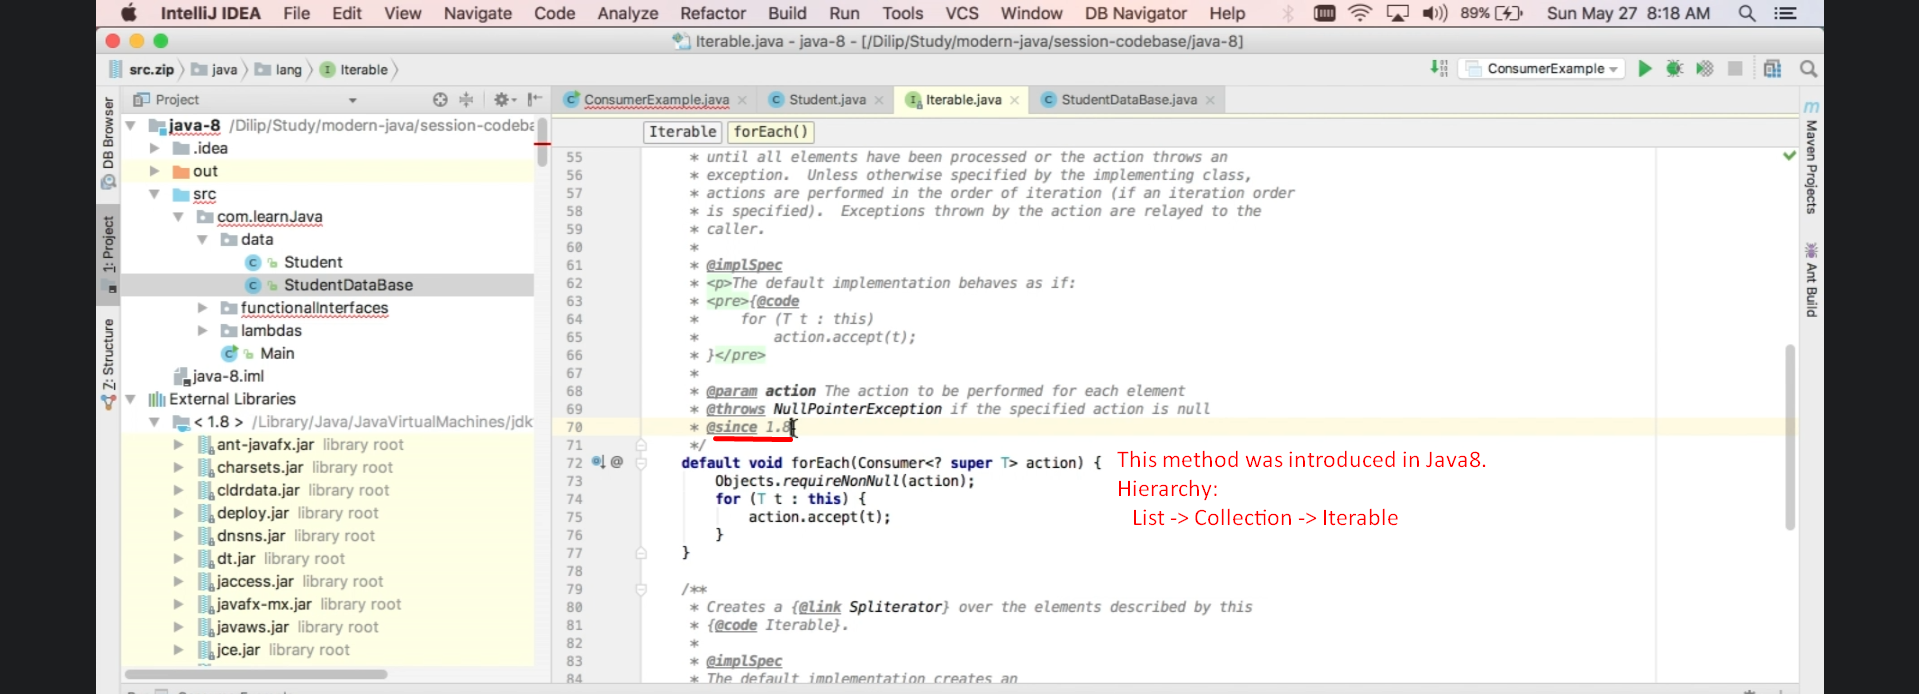 IntelliJ IDEA File Edit View Navigate Code Analyze Refactor Build Run Tools VCS Window DB Navigator Help 89% Sun May 27 8:18 AM
Iterable.java - java-8 - [/Dilip/Study/modern-java/session-codebase/java-8]
src.zip java lang Iterable ConsumerExample
Project
ConsumerExample.java Student.java Iterable.java StudentDataBase.java
DB Browser
1: Project
Z: Structure
java-8 /Dilip/Study/modern-java/session-codeba
.idea
out
src
com.learnJava
data
Student
StudentDataBase
functionalInterfaces
lambdas
Main
java-8.iml
External Libraries
< 1.8 > /Library/Java/JavaVirtualMachines/jdk
ant-javafx.jar library root
charsets.jar library root
cldrdata.jar library root
deploy.jar library root
dnsns.jar library root
dt.jar library root
jaccess.jar library root
javafx-mx.jar library root
javaws.jar library root
jce.jar library root
Iterable forEach()
55 * until all elements have been processed or the action throws an
56 * exception. Unless otherwise specified by the implementing class,
57 * actions are performed in the order of iteration (if an iteration order
58 * is specified). Exceptions thrown by the action are relayed to the
59 * caller.
60 *
61 * @implSpec
62 * <p>The default implementation behaves as if:
63 * <pre>{@code
64 * for (T t : this)
65 * action.accept(t);
66 * }</pre>
67 *
68 * @param action The action to be performed for each element
69 * @throws NullPointerException if the specified action is null
70 * @since 1.8
71 */
72 @ default void forEach(Consumer<? super T> action) {
73 Objects.requireNonNull(action);
74 for (T t : this) {
75 action.accept(t);
76 }
77 }
78
79 /**
80 * Creates a {@link Spliterator} over the elements described by this
81 * {@code Iterable}.
82 *
83 * @implSpec
84 * The default implementation creates an
This method was introduced in Java8.
Hierarchy:
List -> Collection -> Iterable
m Maven Projects
Ant Build